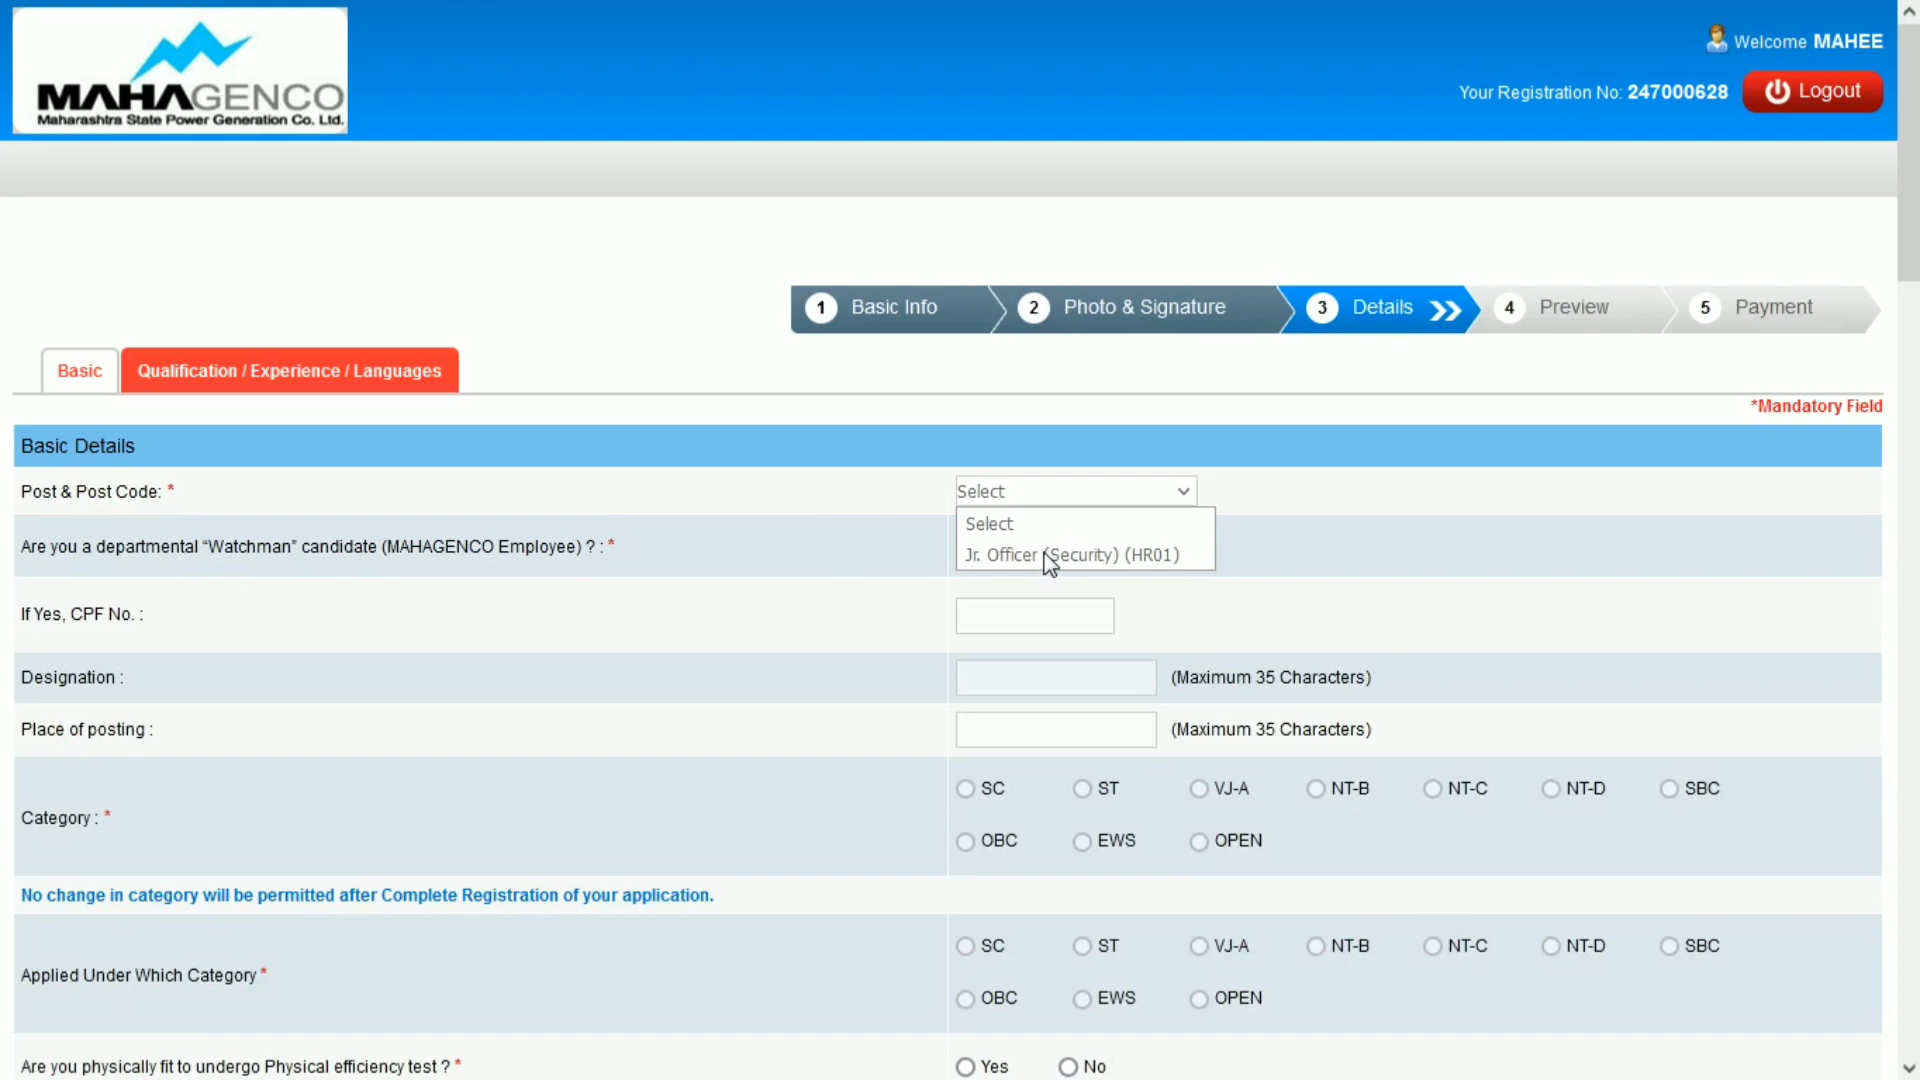 MAHAGENCO
Maharashtra State Power Generation Co. Ltd.
Welcome MAHEE
Your Registration No: 247000628 Logout
1 Basic Info 2 Photo & Signature 3 Details 4 Preview 5 Payment
Basic Qualification / Experience / Languages
*Mandatory Field
Basic Details
Post & Post Code: * Select
Select
Are you a departmental “Watchman” candidate (MAHAGENCO Employee) ? : * Jr. Officer (Security) (HR01)
If Yes, CPF No. :
Designation : (Maximum 35 Characters)
Place of posting : (Maximum 35 Characters)
SC ST VJ-A NT-B NT-C NT-D SBC
Category : *
OBC EWS OPEN
No change in category will be permitted after Complete Registration of your application.
SC ST VJ-A NT-B NT-C NT-D SBC
Applied Under Which Category *
OBC EWS OPEN
Are you physically fit to undergo Physical efficiency test ? * Yes No